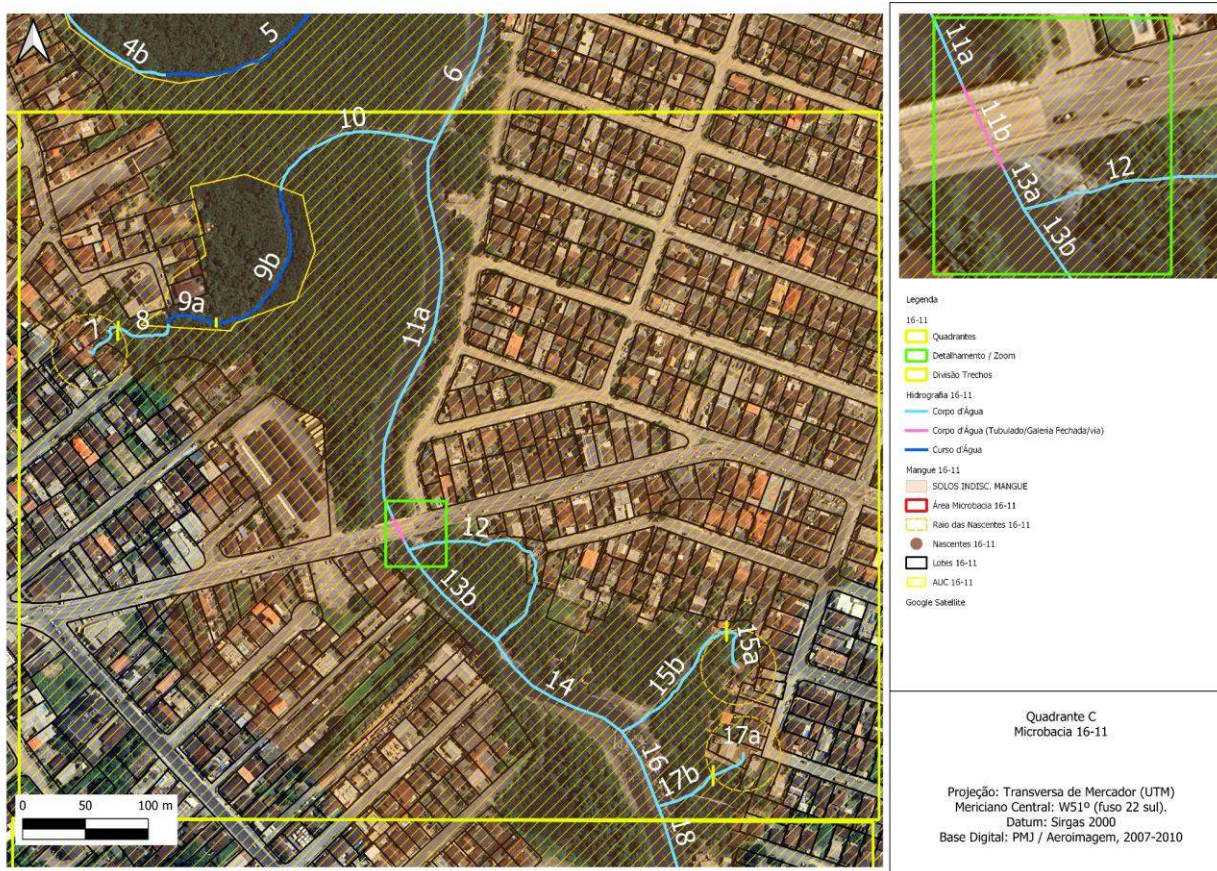 4b
5
6
10
9b
9a
8
7
11a
12
13b
14
15a
15b
16
17a
17b
18
0 50 100 m
11a
11b
12
13a
13b
Legenda
16-11
Quadrantes
Detalhamento / Zoom
Divisão Trechos
Hidrografia 16-11
Corpo d'Água
Corpo d'Água (Tubulado/Galeria Fechada/via)
Curso d'Água
Mangue 16-11
SOLOS INDISC. MANGUE
Área Microbacia 16-11
Raio das Nascentes 16-11
Nascentes 16-11
Lotes 16-11
AUC 16-11
Google Satellite
Quadrante C
Microbacia 16-11
Projeção: Transversa de Mercador (UTM)
Mericiano Central: W51º (fuso 22 sul).
Datum: Sirgas 2000
Base Digital: PMJ / Aeroimagem, 2007-2010